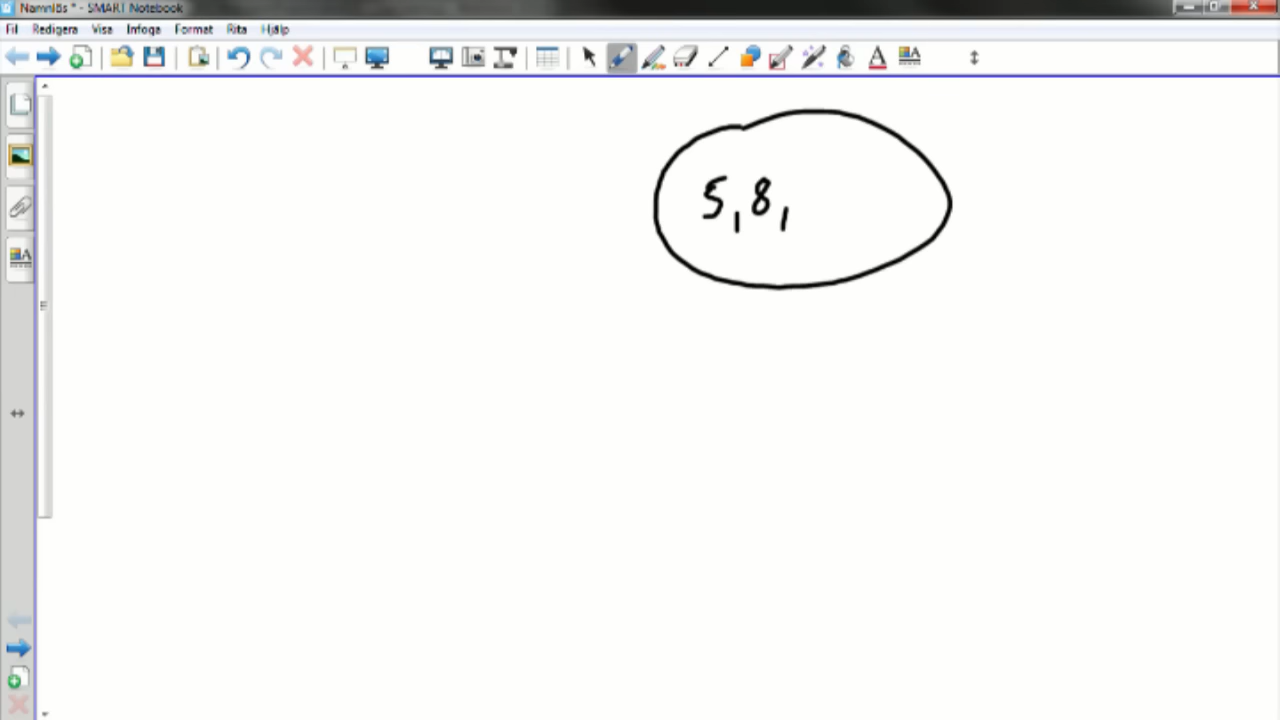 Namnlös * - SMART Notebook
Fil Redigera Visa Infoga Format Rita Hjälp
5, 8,